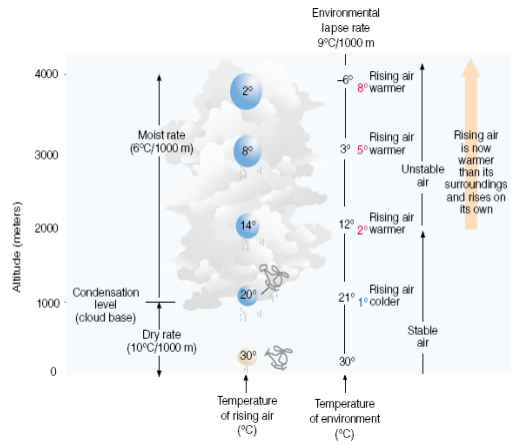 Environmental
lapse rate
9°C/1000 m
4000
2°
–6°
Rising air
8° warmer
Moist rate
(6°C/1000 m)
3000
8°
3°
Rising air
5° warmer
Rising air
is now
warmer
than its
surroundings
and rises on
its own
Unstable
air
2000
14°
12°
Rising air
2° warmer
Altitude (meters)
Condensation
level
(cloud base)
1000
20°
21°
Rising air
1° colder
Dry rate
(10°C/1000 m)
Stable
air
0
30°
30°
Temperature
of rising air
(°C)
Temperature
of environment
(°C)